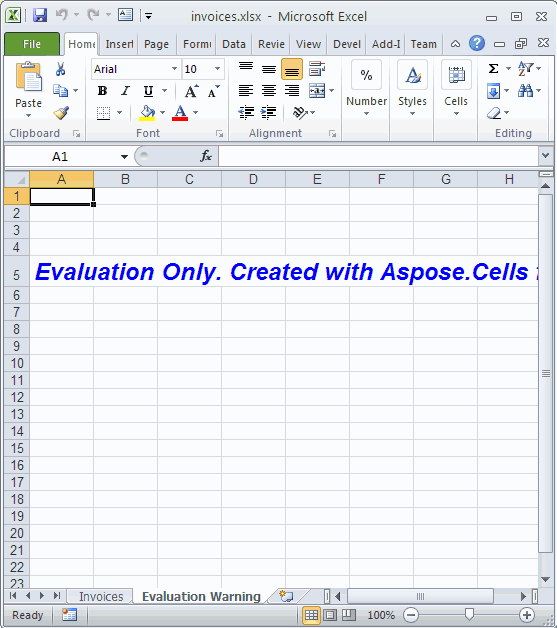 invoices.xlsx - Microsoft Excel
File Home Insert Page Form Data Revie View Devel Add-I Team
Paste
Arial 10
B I U
A A
A
%
Number
A
Styles
Cells
Σ
Clipboard Font Alignment Editing
A1 fx
A B C D E F G H
1
2
3
4
5 Evaluation Only. Created with Aspose.Cells
6
7
8
9
10
11
12
13
14
15
16
17
18
19
20
21
22
23
Invoices Evaluation Warning
Ready 100%